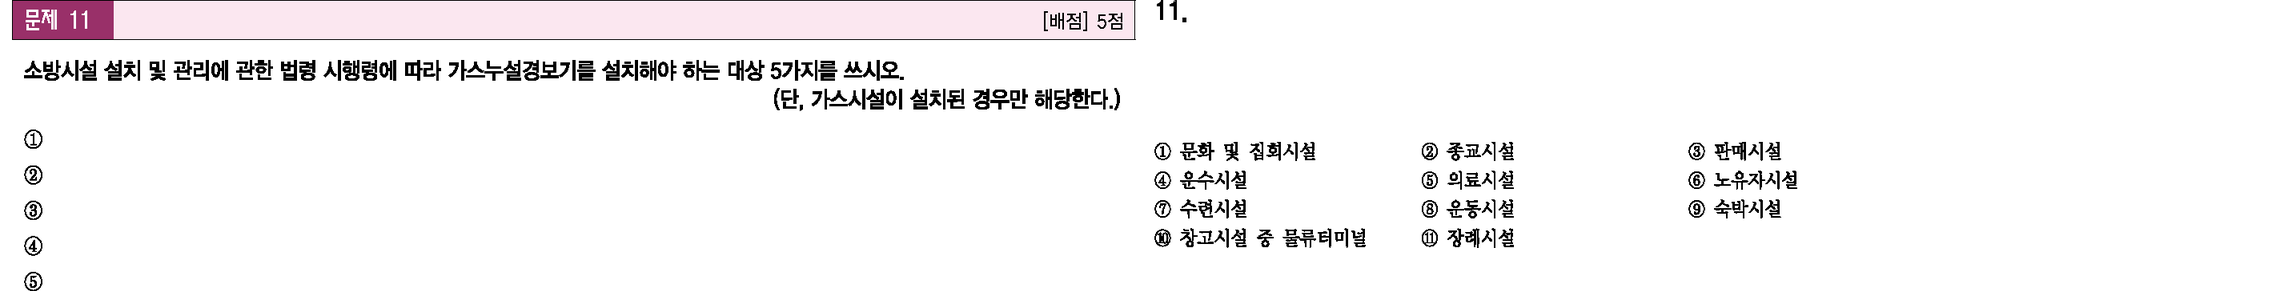 문제 11
[배점] 5점
소방시설 설치 및 관리에 관한 법령 시행령에 따라 가스누설경보기를 설치해야 하는 대상 5가지를 쓰시오.
(단, 가스시설이 설치된 경우만 해당한다.)
①
②
③
④
⑤
11.
① 문화 및 집회시설 ② 종교시설 ③ 판매시설
④ 운수시설 ⑤ 의료시설 ⑥ 노유자시설
⑦ 수련시설 ⑧ 운동시설 ⑨ 숙박시설
⑩ 창고시설 중 물류터미널 ⑪ 장례시설